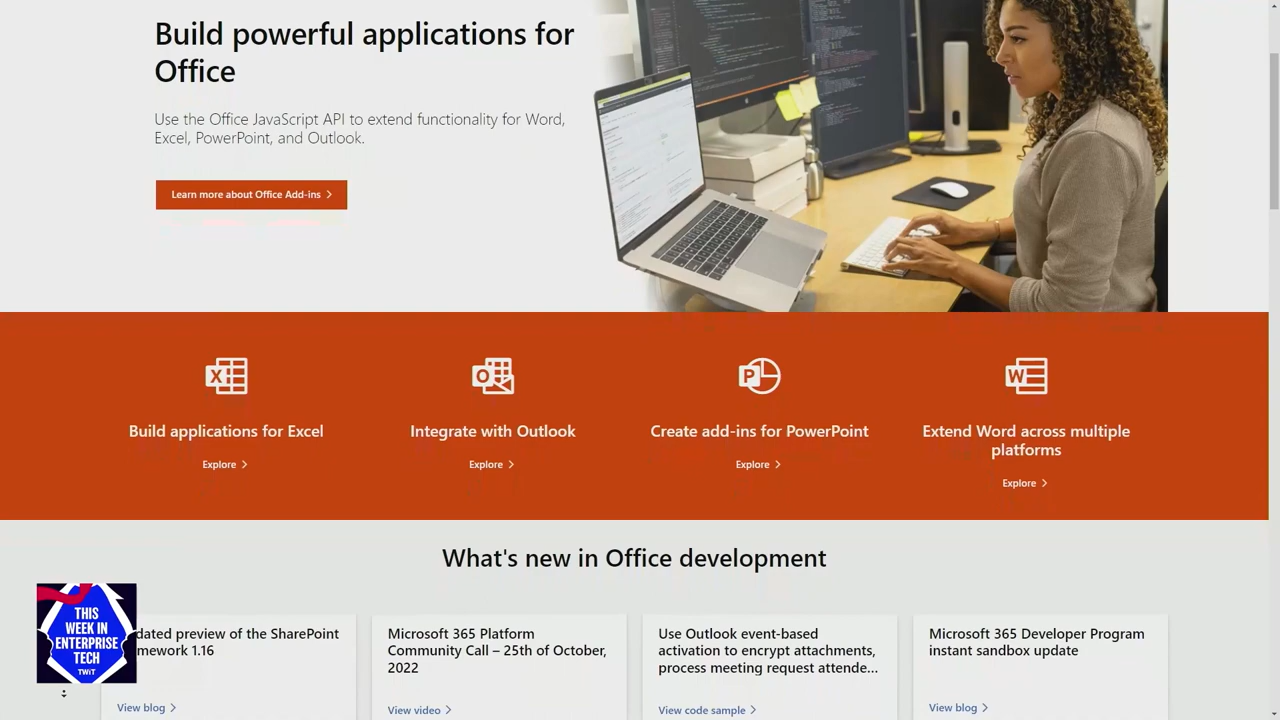 Build powerful applications for
Office
Use the Office JavaScript API to extend functionality for Word,
Excel, PowerPoint, and Outlook.
Learn more about Office Add-ins
X
O
P
W
Build applications for Excel
Integrate with Outlook
Create add-ins for PowerPoint
Extend Word across multiple
platforms
Explore
Explore
Explore
Explore
What's new in Office development
dated preview of the SharePoint
mework 1.16
View blog
Microsoft 365 Platform
Community Call – 25th of October,
2022
View video
Use Outlook event-based
activation to encrypt attachments,
process meeting request attende...
View code sample
Microsoft 365 Developer Program
instant sandbox update
View blog
THIS
WEEK IN
ENTERPRISE
TECH
TWiT